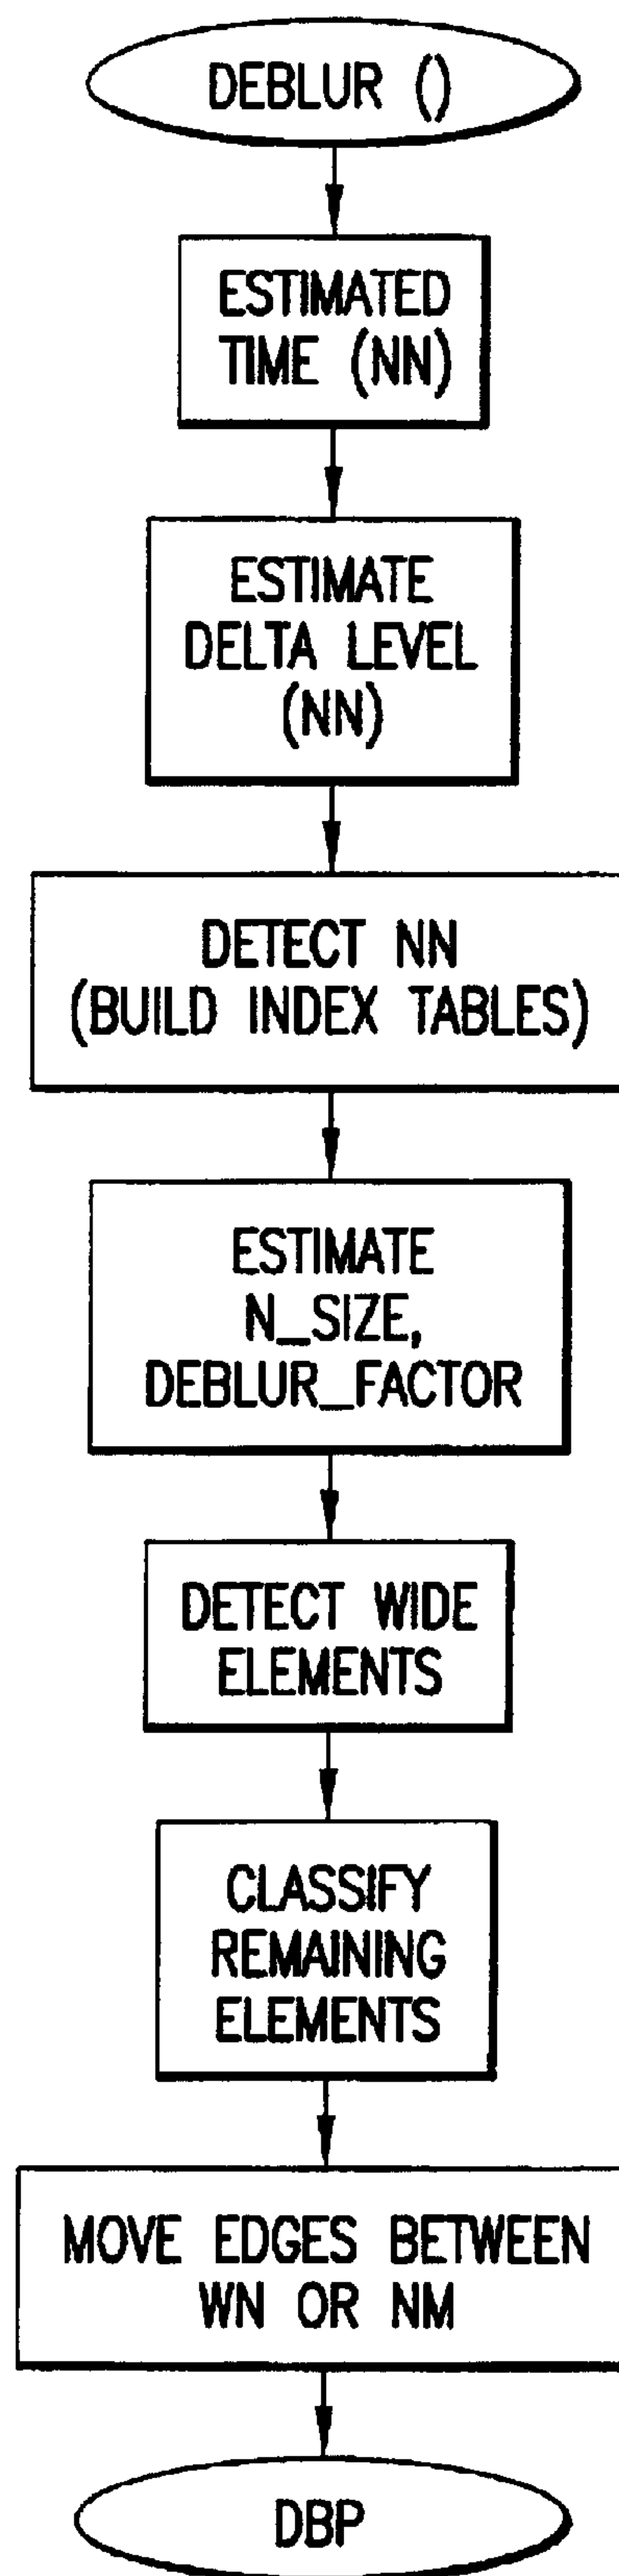 DEBLUR ()
ESTIMATED
TIME (NN)
ESTIMATE
DELTA LEVEL
(NN)
DETECT NN
(BUILD INDEX TABLES)
ESTIMATE
N_SIZE,
DEBLUR_FACTOR
DETECT WIDE
ELEMENTS
CLASSIFY
REMAINING
ELEMENTS
MOVE EDGES BETWEEN
WN OR NM
DBP